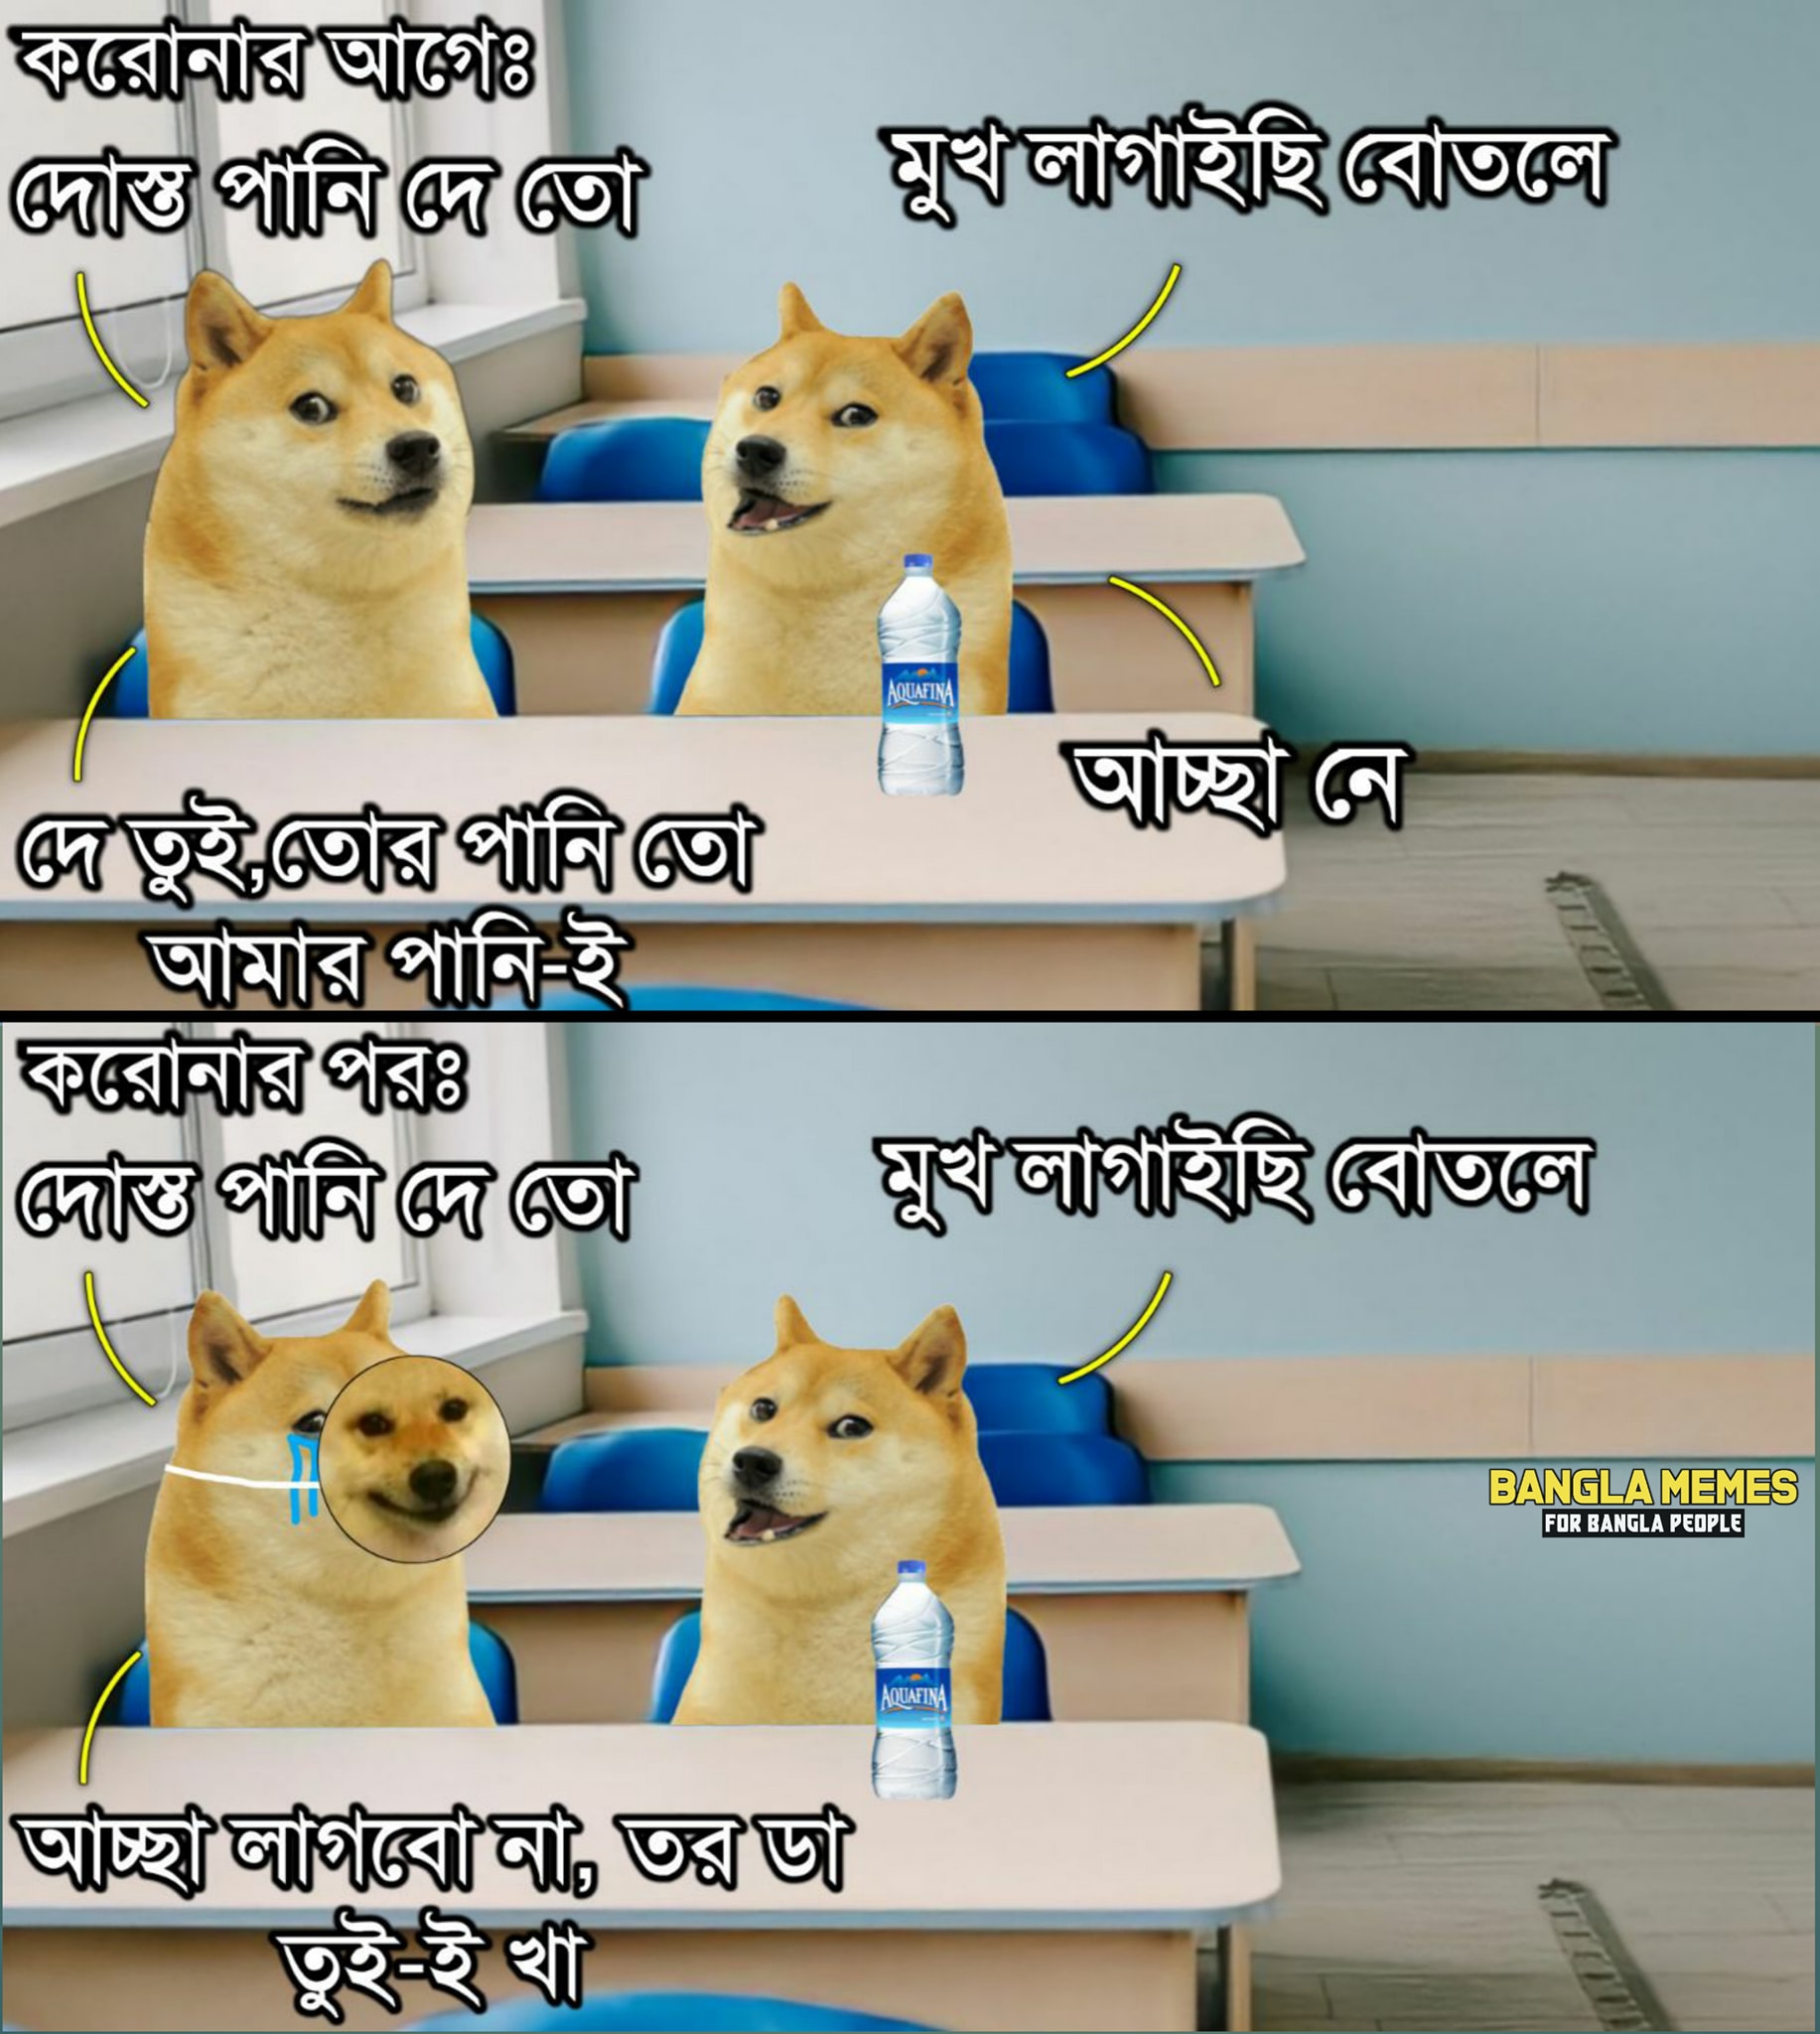 করোনার আগেঃ
দোস্ত পানি দে তো
মুখ লাগাইছি বোতলে
AQUAFINA
আচ্ছা নে
দে তুই,তোর পানি তো
আমার পানি-ই
করোনার পরঃ
দোস্ত পানি দে তো
মুখ লাগাইছি বোতলে
BANGLA MEMES
FOR BANGLA PEOPLE
AQUAFINA
আচ্ছা লাগবো না, তর ডা
তুই-ই খা